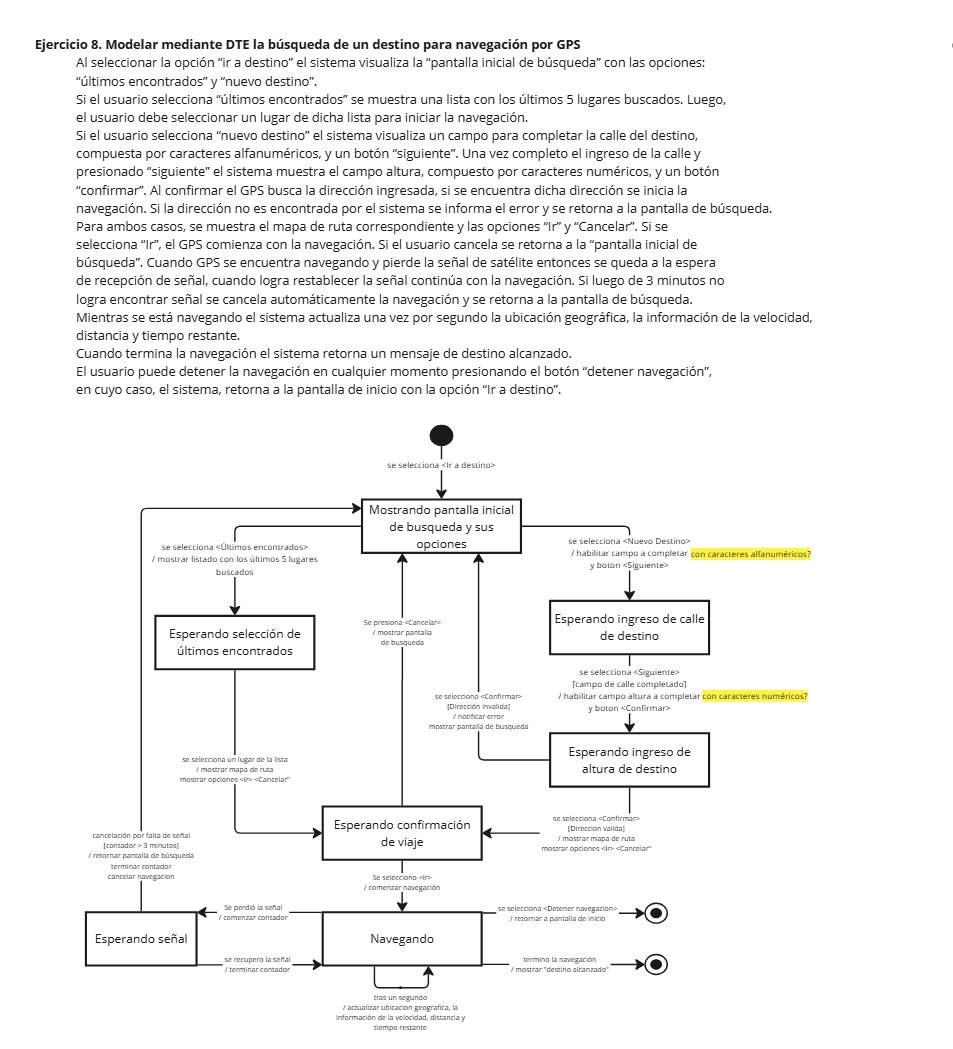 Ejercicio 8. Modelar mediante DTE la búsqueda de un destino para navegación por GPS
Al seleccionar la opción “ir a destino” el sistema visualiza la “pantalla inicial de búsqueda” con las opciones:
“últimos encontrados” y “nuevo destino”.
Si el usuario selecciona “últimos encontrados” se muestra una lista con los últimos 5 lugares buscados. Luego,
el usuario debe seleccionar un lugar de dicha lista para iniciar la navegación.
Si el usuario selecciona “nuevo destino” el sistema visualiza un campo para completar la calle del destino,
compuesta por caracteres alfanuméricos, y un botón “siguiente”. Una vez completo el ingreso de la calle y
presionado “siguiente” el sistema muestra el campo altura, compuesto por caracteres numéricos, y un botón
“confirmar”. Al confirmar el GPS busca la dirección ingresada, si se encuentra dicha dirección se inicia la
navegación. Si la dirección no es encontrada por el sistema se informa el error y se retorna a la pantalla de búsqueda.
Para ambos casos, se muestra el mapa de ruta correspondiente y las opciones “Ir” y “Cancelar”. Si se
selecciona “Ir”, el GPS comienza con la navegación. Si el usuario cancela se retorna a la “pantalla inicial de
búsqueda”. Cuando GPS se encuentra navegando y pierde la señal de satélite entonces se queda a la espera
de recepción de señal, cuando logra restablecer la señal continúa con la navegación. Si luego de 3 minutos no
logra encontrar señal se cancela automáticamente la navegación y se retorna a la pantalla de búsqueda.
Mientras se está navegando el sistema actualiza una vez por segundo la ubicación geográfica, la información de la velocidad,
distancia y tiempo restante.
Cuando termina la navegación el sistema retorna un mensaje de destino alcanzado.
El usuario puede detener la navegación en cualquier momento presionando el botón “detener navegación”,
en cuyo caso, el sistema, retorna a la pantalla de inicio con la opción “Ir a destino”.
se selecciona <Ir a destino>
Mostrando pantalla inicial
de busqueda y sus
opciones
se selecciona <Últimos encontrados>
/ mostrar listado con los últimos 5 lugares
buscados
se selecciona <Nuevo Destino>
/ habilitar campo a completar con caracteres alfanuméricos?
y boton <Siguiente>
Esperando selección de
últimos encontrados
Se presiona <Cancelar>
/ mostrar pantalla
de busqueda
Esperando ingreso de calle
de destino
se selecciona <Siguiente>
[campo de calle completado]
/ habilitar campo altura a completar con caracteres numéricos?
y boton <Confirmar>
se selecciono <Confirmar>
[Dirección invalida]
/ notificar error
mostrar pantalla de busqueda
Esperando ingreso de
altura de destino
se selecciona un lugar de la lista
/ mostrar mapa de ruta
mostrar opciones <Ir> <Cancelar"
Esperando confirmación
de viaje
se selecciona <Confirmar>
[Direccion valida]
/ mostrar mapa de ruta
mostrar opciones <Ir> <Cancelar"
cancelación por falta de señal
[contador > 3 minutos]
/ retornar pantalla de búsqueda
terminar contador
cancelar navegacion
Se selecciono <Ir>
/ comenzar navegación
Esperando señal
Se perdió la señal
/ comenzar contador
se recupero la señal
/ terminar contador
Navegando
se selecciona <Detener navegacion>
/ retornar a pantalla de inicio
termino la navegación
/ mostrar "destino alcanzado"
tras un segundo
/ actualizar ubicacion geografica, la
información de la velocidad, distancia y
tiempo restante